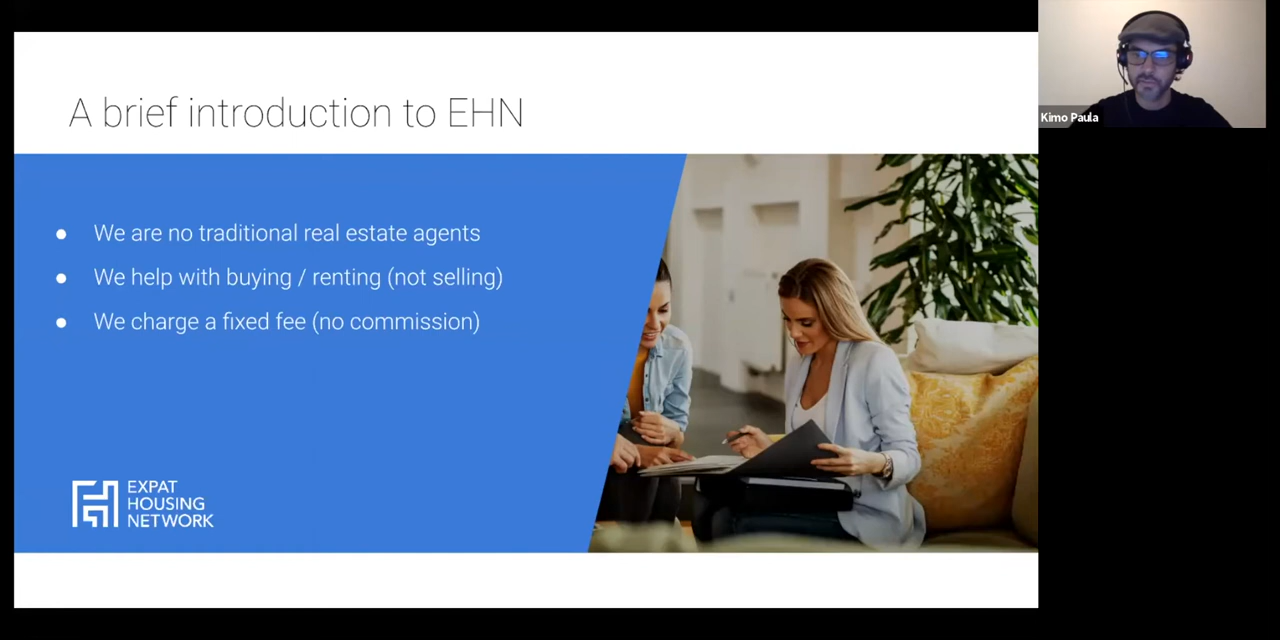 A brief introduction to EHN
Kimo Paula
● We are no traditional real estate agents
● We help with buying / renting (not selling)
● We charge a fixed fee (no commission)
EXPAT
HOUSING
NETWORK